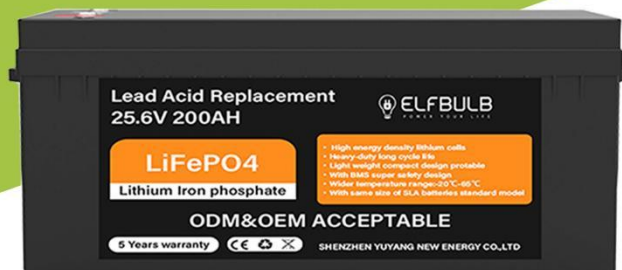 Lead Acid Replacement
25.6V 200AH
ELFBULB
POWER YOUR LIFE
LiFePO4
Lithium Iron phosphate
• High energy density lithium cells
• Heavy-duty long cycle life
• Light weight compact design protable
• With BMS super safety design
• Wider temperature range:-20℃-65℃
• With same size of SLA batteries standard model
ODM&OEM ACCEPTABLE
5 Years warranty
CE
SHENZHEN YUYANG NEW ENERGY CO.,LTD